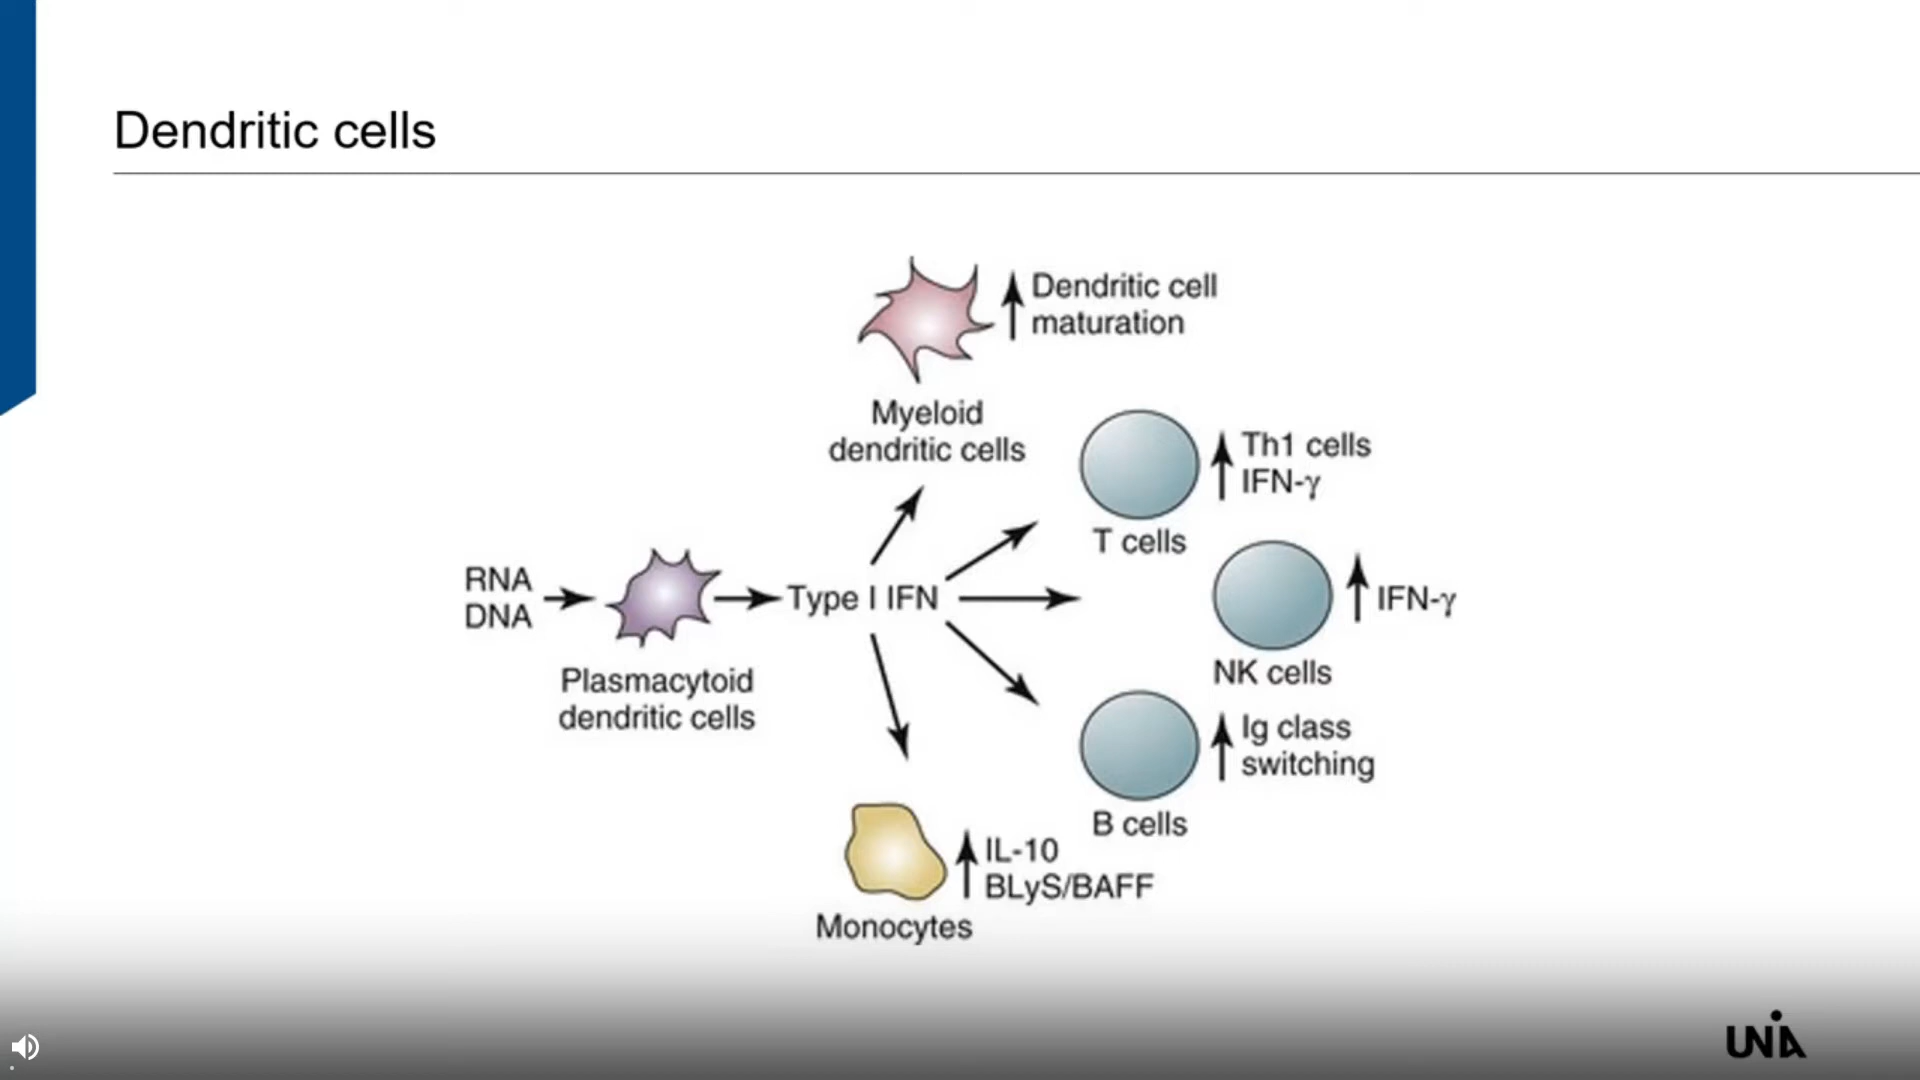 Dendritic cells
Dendritic cell
maturation
Myeloid
dendritic cells
Th1 cells
IFN-γ
T cells
RNA
DNA
Plasmacytoid
dendritic cells
Type I IFN
IFN-γ
NK cells
Ig class
switching
B cells
IL-10
BLyS/BAFF
Monocytes
UNIA